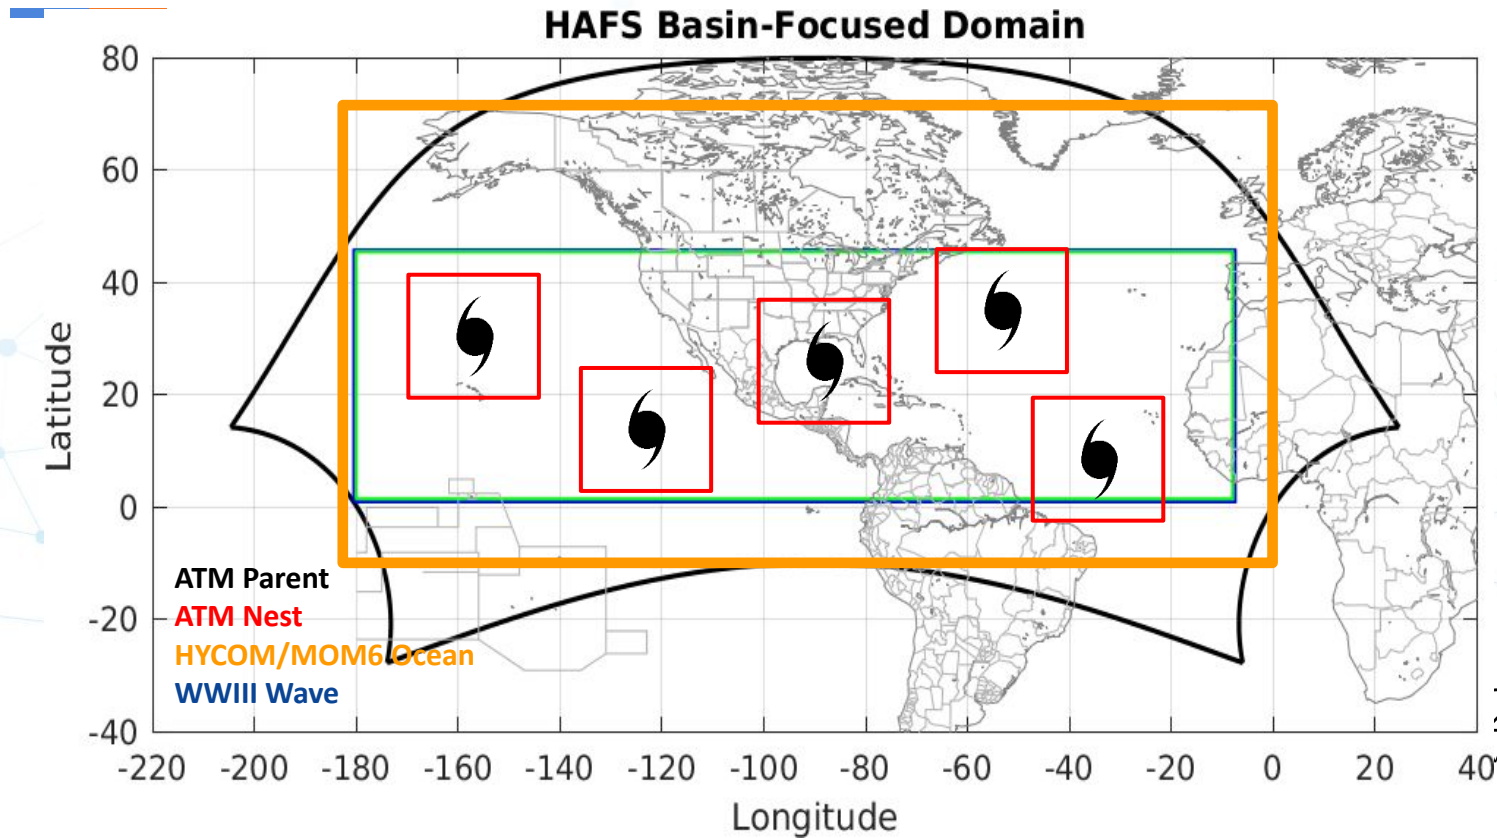 HAFS Basin-Focused Domain
80
60
40
20
0
-20
-40
Latitude
ATM Parent
ATM Nest
HYCOM/MOM6 Ocean
WWIII Wave
-220 -200 -180 -160 -140 -120 -100 -80 -60 -40 -20 0 20 40
Longitude